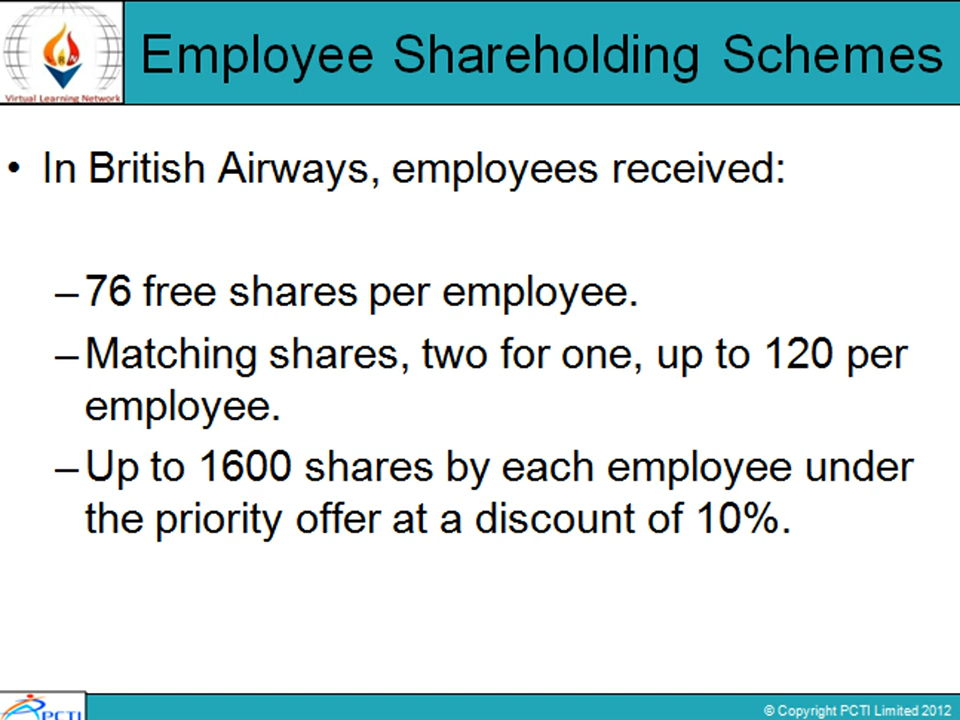 Employee Shareholding Schemes
Virtual Learning Network
• In British Airways, employees received:
– 76 free shares per employee.
– Matching shares, two for one, up to 120 per
employee.
– Up to 1600 shares by each employee under
the priority offer at a discount of 10%.
PCTI
© Copyright PCTI Limited 2012